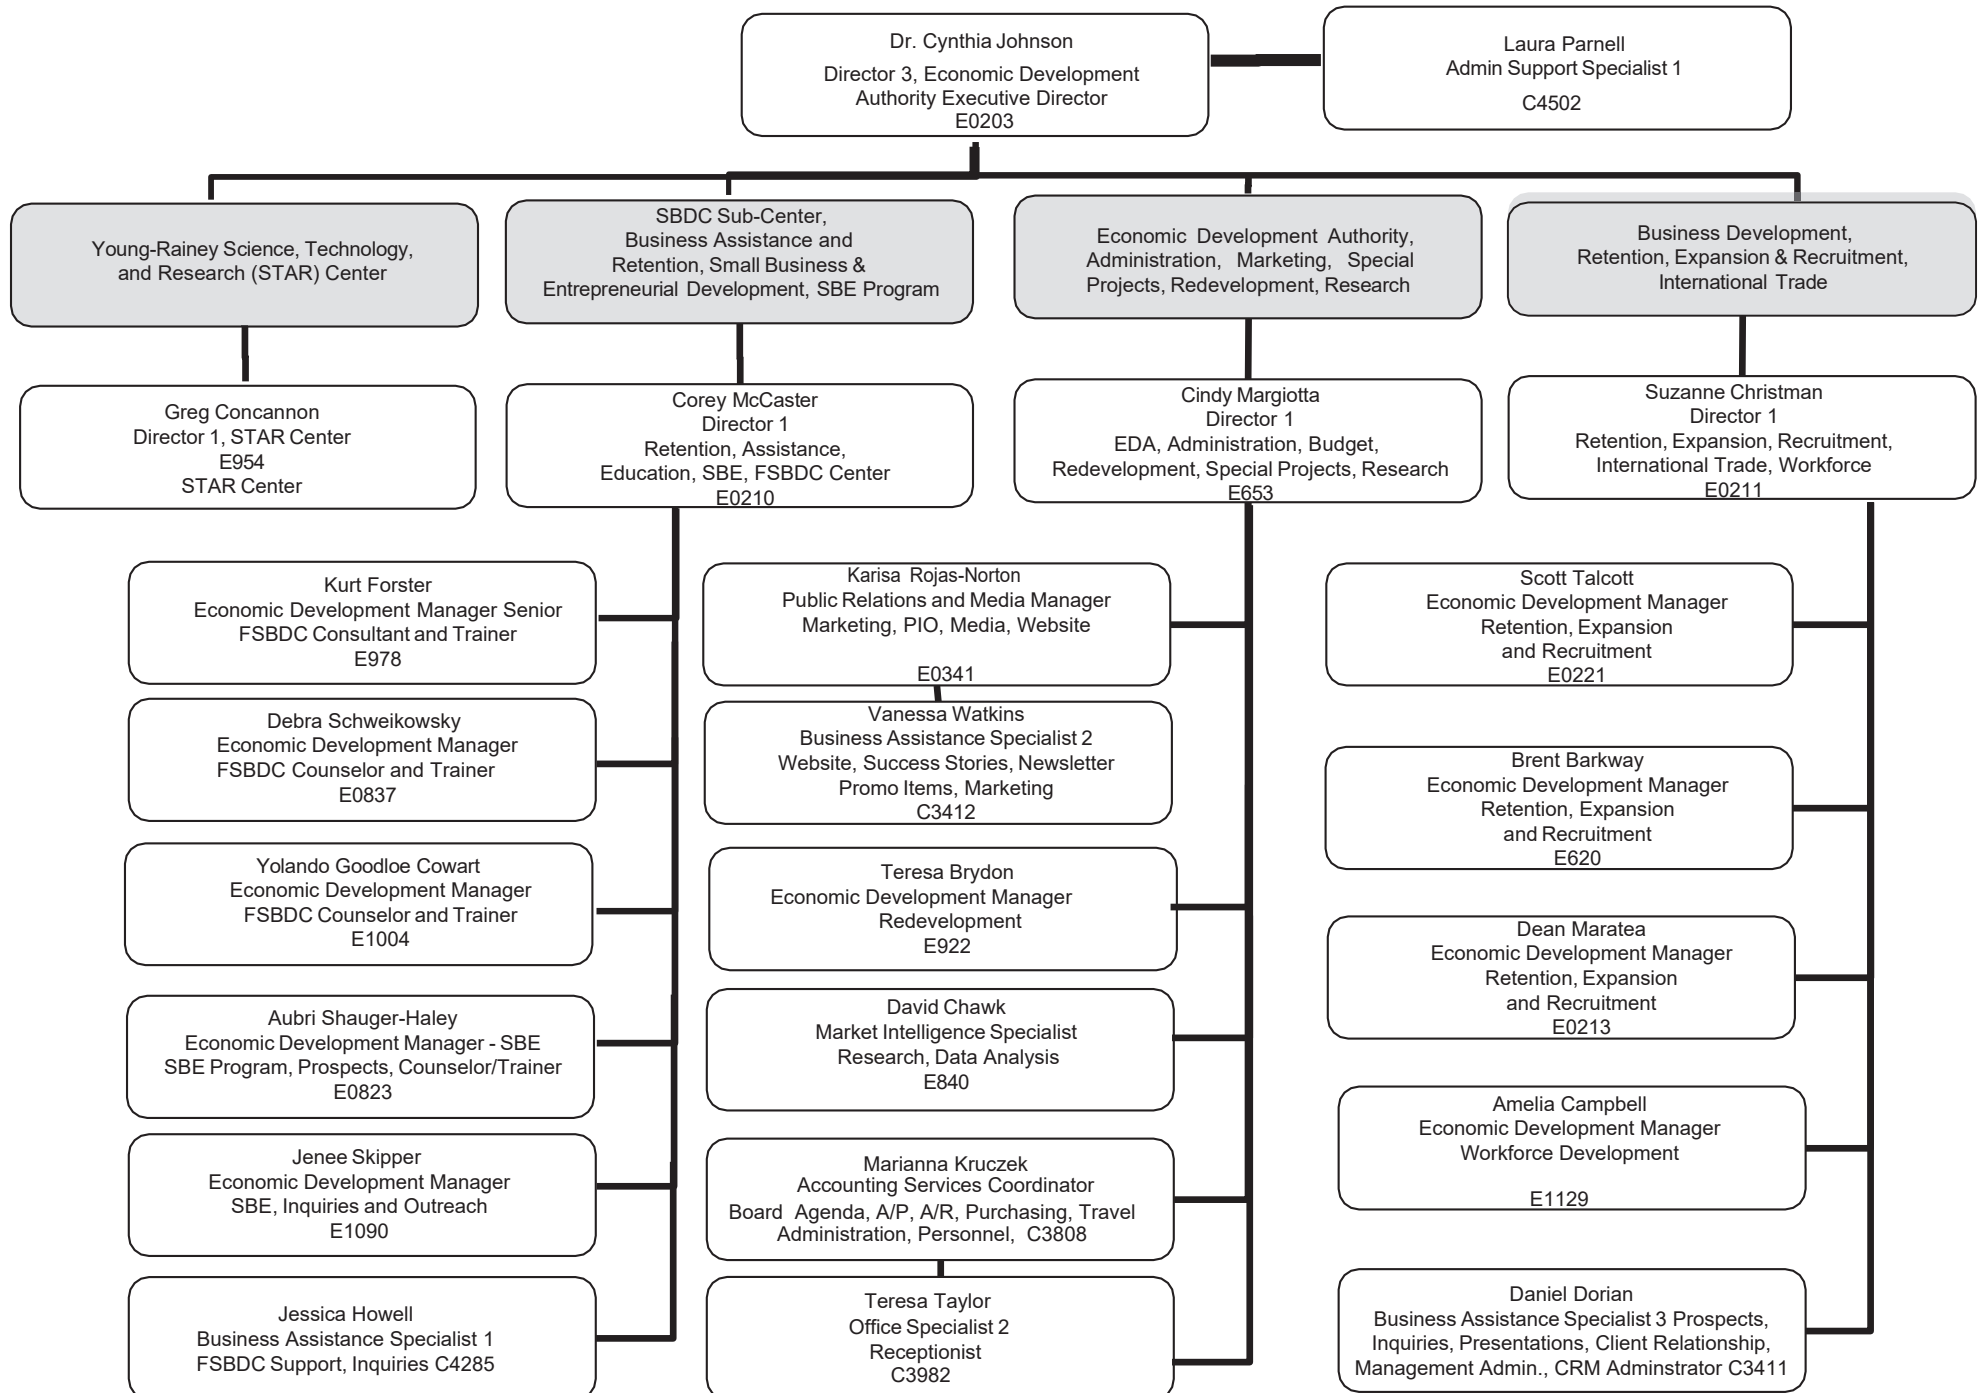 Dr. Cynthia Johnson
Director 3, Economic Development
Authority Executive Director
E0203
Laura Parnell
Admin Support Specialist 1
C4502
Young-Rainey Science, Technology,
and Research (STAR) Center
SBDC Sub-Center,
Business Assistance and
Retention, Small Business &
Entrepreneurial Development, SBE Program
Economic Development Authority,
Administration, Marketing, Special
Projects, Redevelopment, Research
Business Development,
Retention, Expansion & Recruitment,
International Trade
Greg Concannon
Director 1, STAR Center
E954
STAR Center
Corey McCaster
Director 1
Retention, Assistance,
Education, SBE, FSBDC Center
E0210
Cindy Margiotta
Director 1
EDA, Administration, Budget,
Redevelopment, Special Projects, Research
E653
Suzanne Christman
Director 1
Retention, Expansion, Recruitment,
International Trade, Workforce
E0211
Kurt Forster
Economic Development Manager Senior
FSBDC Consultant and Trainer
E978
Debra Schweikowsky
Economic Development Manager
FSBDC Counselor and Trainer
E0837
Yolando Goodloe Cowart
Economic Development Manager
FSBDC Counselor and Trainer
E1004
Aubri Shauger-Haley
Economic Development Manager - SBE
SBE Program, Prospects, Counselor/Trainer
E0823
Jenee Skipper
Economic Development Manager
SBE, Inquiries and Outreach
E1090
Jessica Howell
Business Assistance Specialist 1
FSBDC Support, Inquiries C4285
Karisa Rojas-Norton
Public Relations and Media Manager
Marketing, PIO, Media, Website
E0341
Vanessa Watkins
Business Assistance Specialist 2
Website, Success Stories, Newsletter
Promo Items, Marketing
C3412
Teresa Brydon
Economic Development Manager
Redevelopment
E922
David Chawk
Market Intelligence Specialist
Research, Data Analysis
E840
Marianna Kruczek
Accounting Services Coordinator
Board Agenda, A/P, A/R, Purchasing, Travel
Administration, Personnel, C3808
Teresa Taylor
Office Specialist 2
Receptionist
C3982
Scott Talcott
Economic Development Manager
Retention, Expansion
and Recruitment
E0221
Brent Barkway
Economic Development Manager
Retention, Expansion
and Recruitment
E620
Dean Maratea
Economic Development Manager
Retention, Expansion
and Recruitment
E0213
Amelia Campbell
Economic Development Manager
Workforce Development
E1129
Daniel Dorian
Business Assistance Specialist 3 Prospects,
Inquiries, Presentations, Client Relationship,
Management Admin., CRM Adminstrator C3411